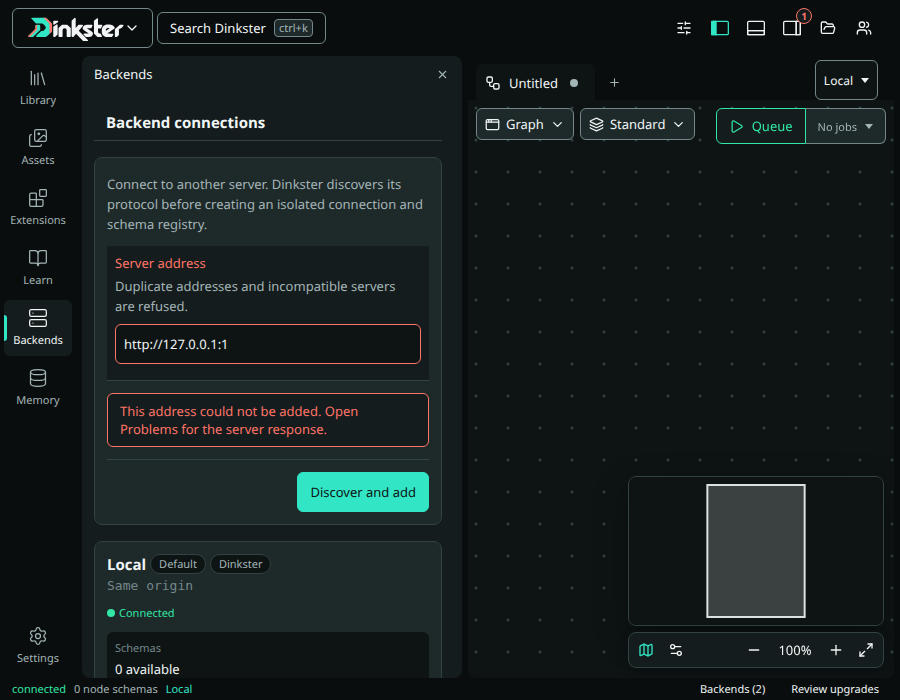 Dinkster
Search Dinkster ctrl+k
1
Library
Assets
Extensions
Learn
Backends
Memory
Settings
Backends
Backend connections
Connect to another server. Dinkster discovers its
protocol before creating an isolated connection and
schema registry.
Server address
Duplicate addresses and incompatible servers
are refused.
http://127.0.0.1:1
This address could not be added. Open
Problems for the server response.
Discover and add
Local Default Dinkster
Same origin
Connected
Schemas
0 available
Untitled
Local
Graph Standard Queue No jobs
100%
connected 0 node schemas Local
Backends (2) Review upgrades